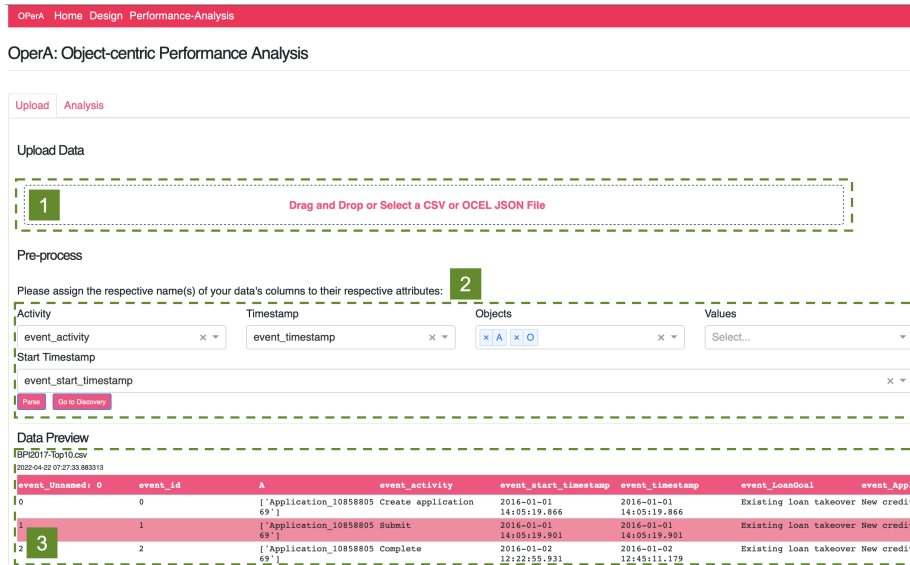 OPerA Home Design Performance-Analysis
OperA: Object-centric Performance Analysis
Upload Analysis
Upload Data
1
Drag and Drop or Select a CSV or OCEL JSON File
Pre-process
Please assign the respective name(s) of your data's columns to their respective attributes:
2
Activity Timestamp Objects Values
event_activity × event_timestamp × × A × O × Select...
Start Timestamp
event_start_timestamp ×
Parse Go to Discovery
Data Preview
BPI2017-Top10.csv
2022-04-22 07:27:33.883313
event_Unnamed: 0 event_id A event_activity event_start_timestamp event_timestamp event_LoanGoal event_App
0 0 ['Application_10858805 Create application 2016-01-01 2016-01-01 Existing loan takeover New credi
69'] 14:05:19.866 14:05:19.866
1 1 ['Application_10858805 Submit 2016-01-01 2016-01-01 Existing loan takeover New credi
69'] 14:05:19.901 14:05:19.901
3
2 2 ['Application_10858805 Complete 2016-01-02 2016-01-02 Existing loan takeover New credi
69'] 12:22:55.931 12:45:11.179